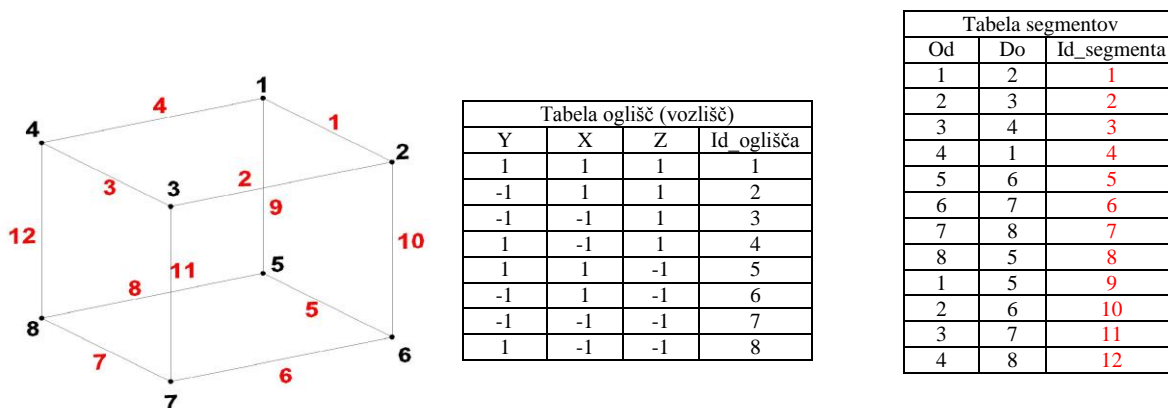 1
4
1
4
2
3
3
2
9
12
10
11
5
8
5
8
7
6
6
7
Tabela oglišč (vozlišč)
Y X Z Id_oglišča
1 1 1 1
-1 1 1 2
-1 -1 1 3
1 -1 1 4
1 1 -1 5
-1 1 -1 6
-1 -1 -1 7
1 -1 -1 8
Tabela segmentov
Od Do Id_segmenta
1 2 1
2 3 2
3 4 3
4 1 4
5 6 5
6 7 6
7 8 7
8 5 8
1 5 9
2 6 10
3 7 11
4 8 12